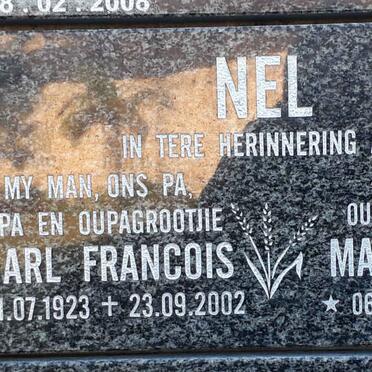 8.02.2008
NEL
IN TERE HERINNERING
MY MAN, ONS PA,
PA EN OUPAGROOTJIE
ARL FRANCOIS
.07.1923 + 23.09.2002
OU
MA
★ 06